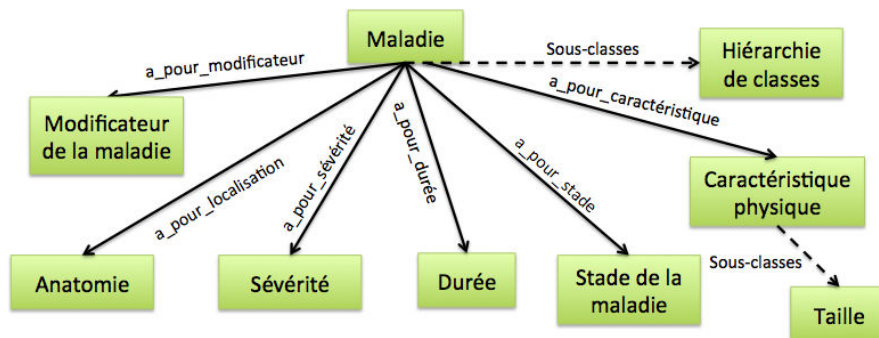 Maladie
Sous-classes
Hiérarchie
de classes
a_pour_modificateur
Modificateur
de la maladie
a_pour_localisation
a_pour_sévérité
a_pour_durée
a_pour_stade
a_pour_caractéristique
Caractéristique
physique
Anatomie
Sévérité
Durée
Stade de la
maladie
Sous-classes
Taille